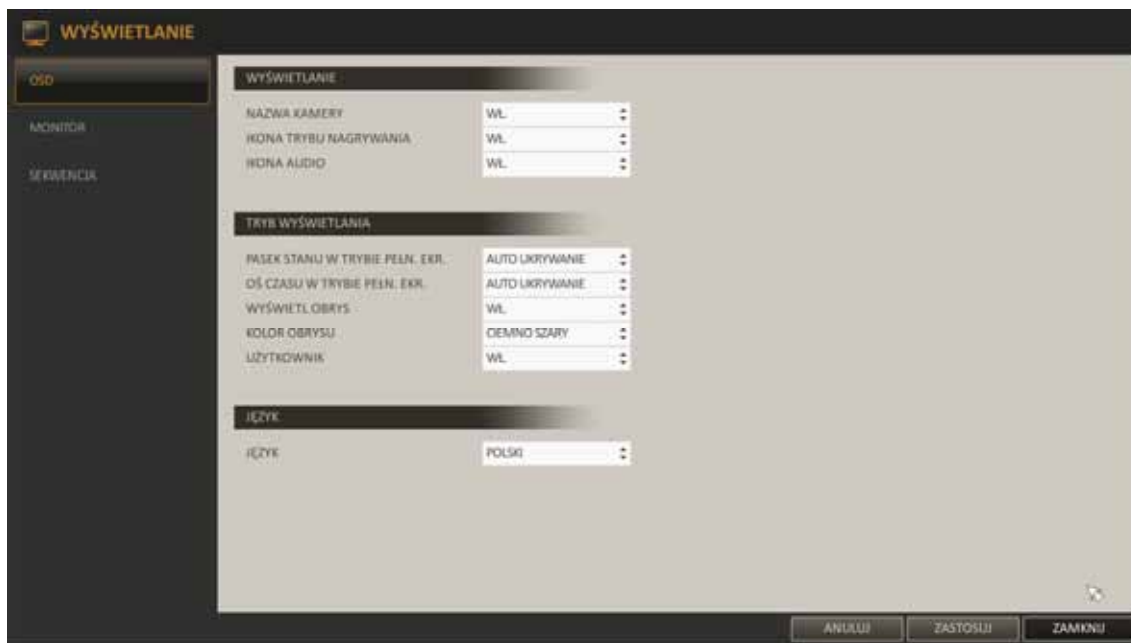 WYŚWIETLANIE
OSD
MONITOR
SEKWENCJA
WYŚWIETLANIE
NAZWA KAMERY WŁ.
IKONA TRYBU NAGRYWANIA WŁ.
IKONA AUDIO WŁ.
TRYB WYŚWIETLANIA
PASEK STANU W TRYBIE PEŁN. EKR. AUTO UKRYWANIE
OŚ CZASU W TRYBIE PEŁN. EKR. AUTO UKRYWANIE
WYŚWIETL OBRYS WŁ.
KOLOR OBRYSU CIEMNO SZARY
UŻYTKOWNIK WŁ.
JĘZYK
JĘZYK POLSKI
ANULUJ ZASTOSUJ ZAMKNIJ